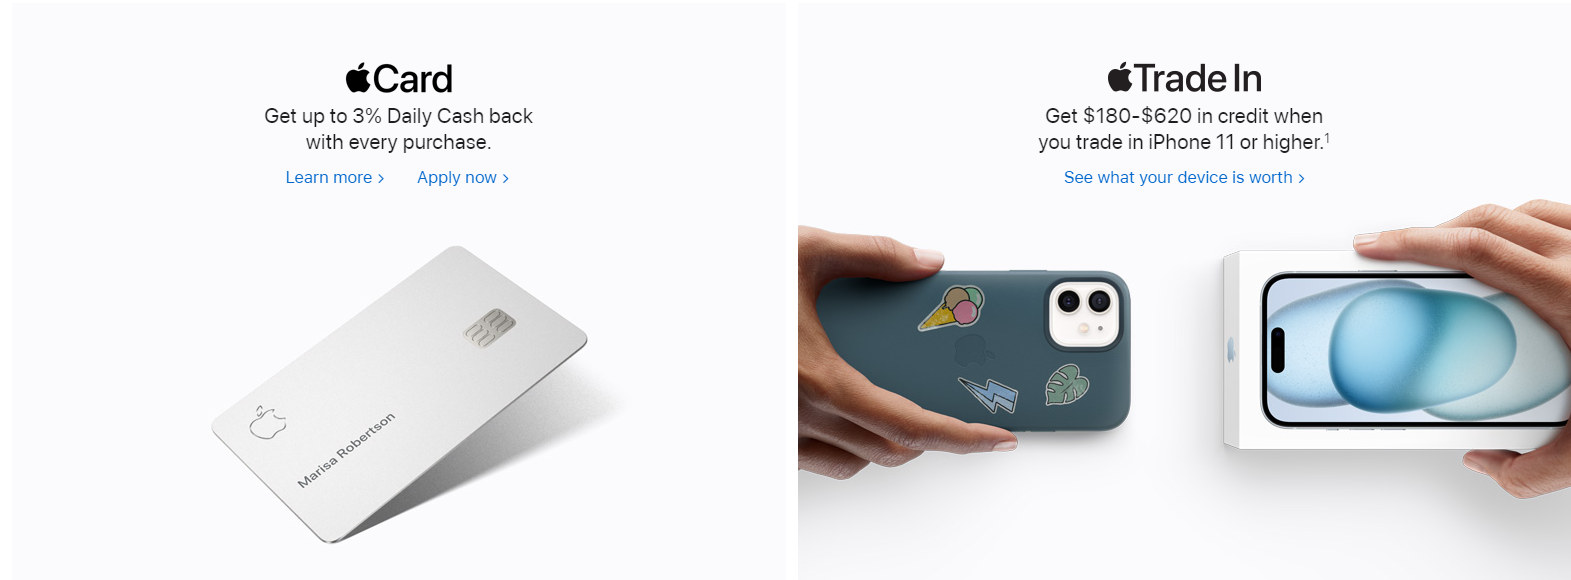 Card
Get up to 3% Daily Cash back
with every purchase.
Learn more >
Apply now >
Marisa Robertson
Trade In
Get $180-$620 in credit when
you trade in iPhone 11 or higher.¹
See what your device is worth >